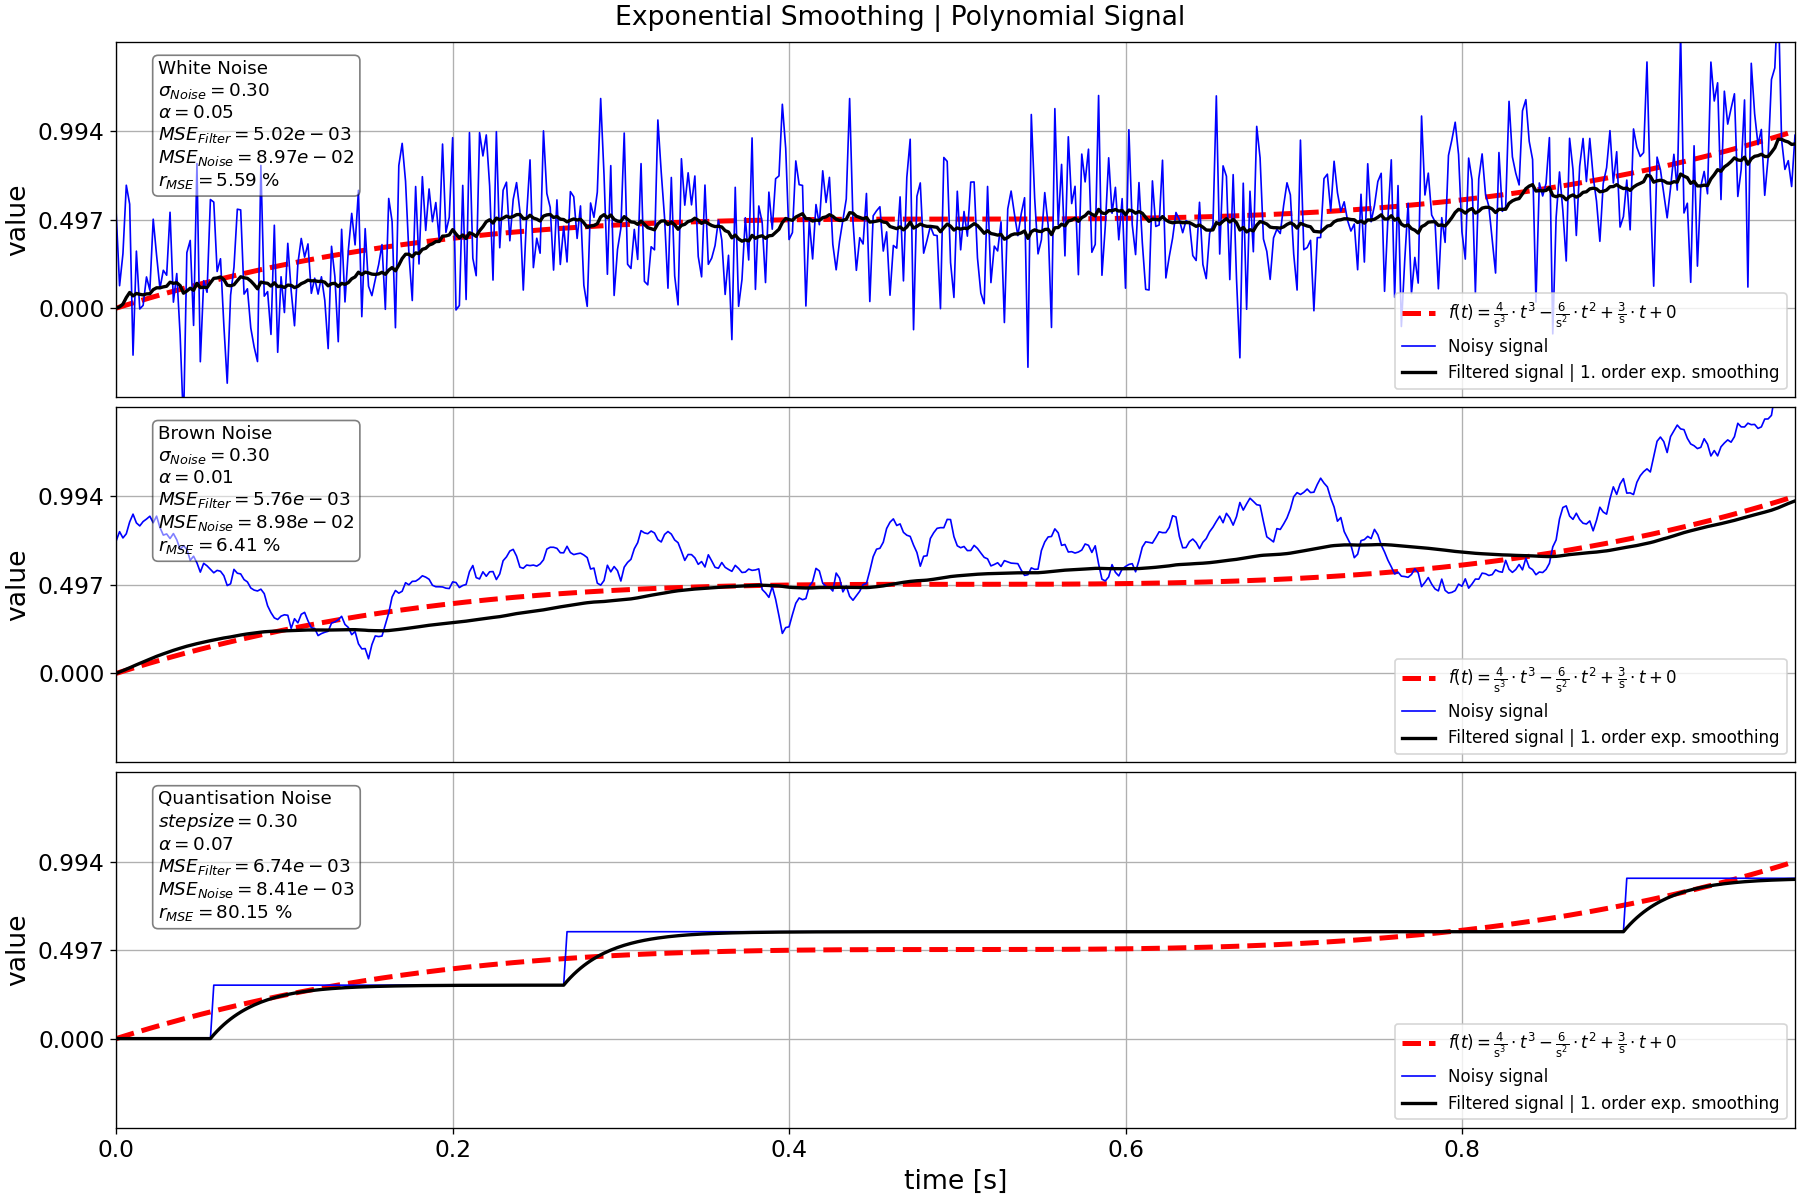 Exponential Smoothing | Polynomial Signal
White Noise
σ_Noise = 0.30
α = 0.05
MSE_Filter = 5.02e − 03
MSE_Noise = 8.97e − 02
r_MSE = 5.59 %
value
0.994
0.497
0.000
f(t) = 4/s³ · t³ − 6/s² · t² + 3/s · t + 0
Noisy signal
Filtered signal | 1. order exp. smoothing
Brown Noise
σ_Noise = 0.30
α = 0.01
MSE_Filter = 5.76e − 03
MSE_Noise = 8.98e − 02
r_MSE = 6.41 %
value
0.994
0.497
0.000
f(t) = 4/s³ · t³ − 6/s² · t² + 3/s · t + 0
Noisy signal
Filtered signal | 1. order exp. smoothing
Quantisation Noise
stepsize = 0.30
α = 0.07
MSE_Filter = 6.74e − 03
MSE_Noise = 8.41e − 03
r_MSE = 80.15 %
value
0.994
0.497
0.000
f(t) = 4/s³ · t³ − 6/s² · t² + 3/s · t + 0
Noisy signal
Filtered signal | 1. order exp. smoothing
0.0 0.2 0.4 0.6 0.8
time [s]